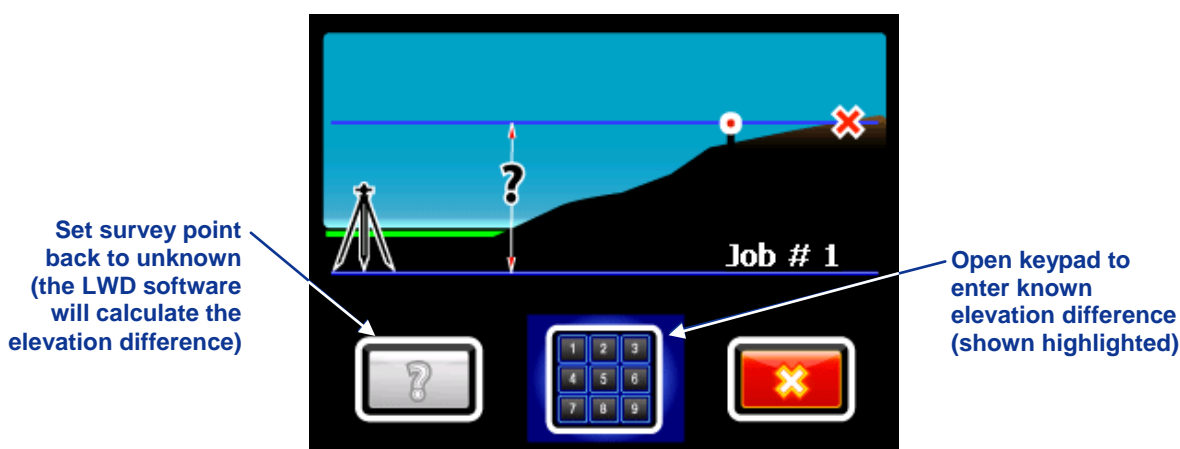 ?
Job # 1
Set survey point
back to unknown
(the LWD software
will calculate the
elevation difference)
Open keypad to
enter known
elevation difference
(shown highlighted)
?
1 2 3
4 5 6
7 8 9